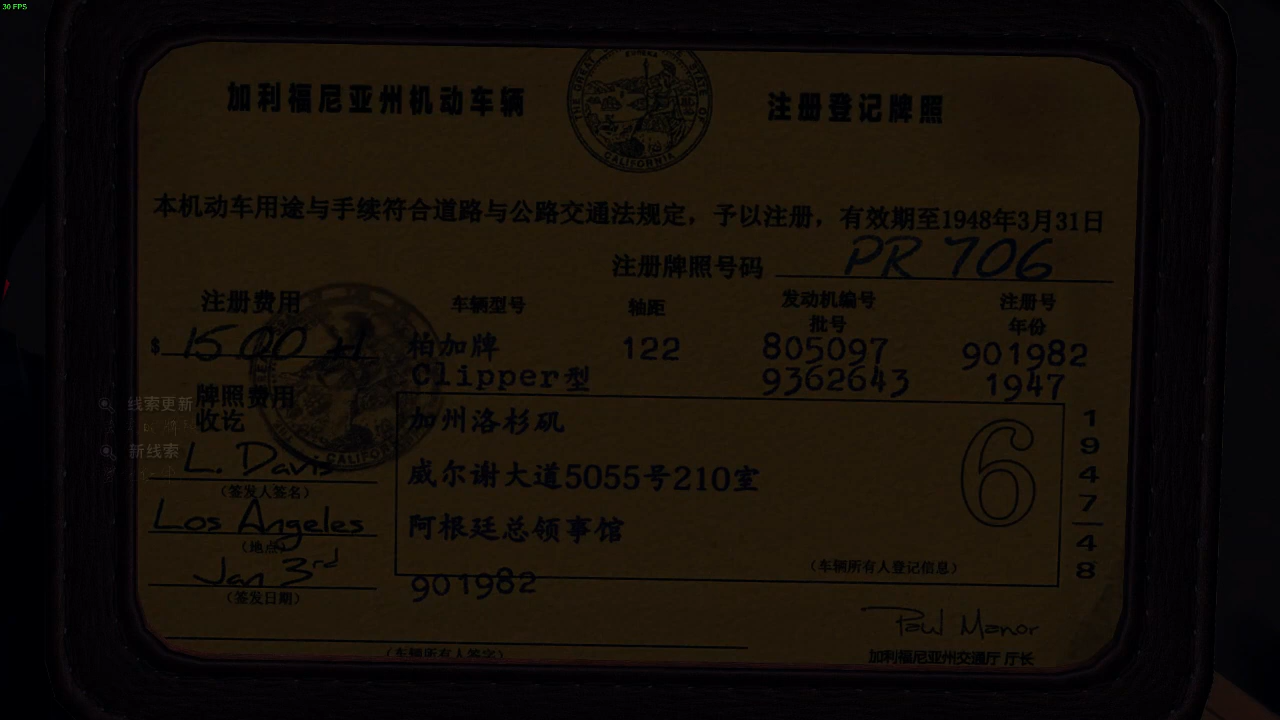 30 FPS
加利福尼亚州机动车辆
THE GREAT STATE OF CALIFORNIA
注册登记牌照
本机动车用途与手续符合道路与公路交通法规定，予以注册，有效期至1948年3月31日
注册牌照号码 PR 706
注册费用 车辆型号 轴距 发动机编号 批号 注册号 年份
$ 1500 柏加牌 122 805097 901982
Clipper型 9362643 1947
牌照费用
收讫
线索更新
新线索
加州洛杉矶
威尔谢大道5055号210室
阿根廷总领事馆
6
1947/48
(车辆所有人登记信息)
L. Davis
(签发人签名)
Los Angeles
(地点)
Jan 3rd
(签发日期)
CALIFOR
901982
(车辆所有人签字)
Paul Manor
加利福尼亚州交通厅 厅长